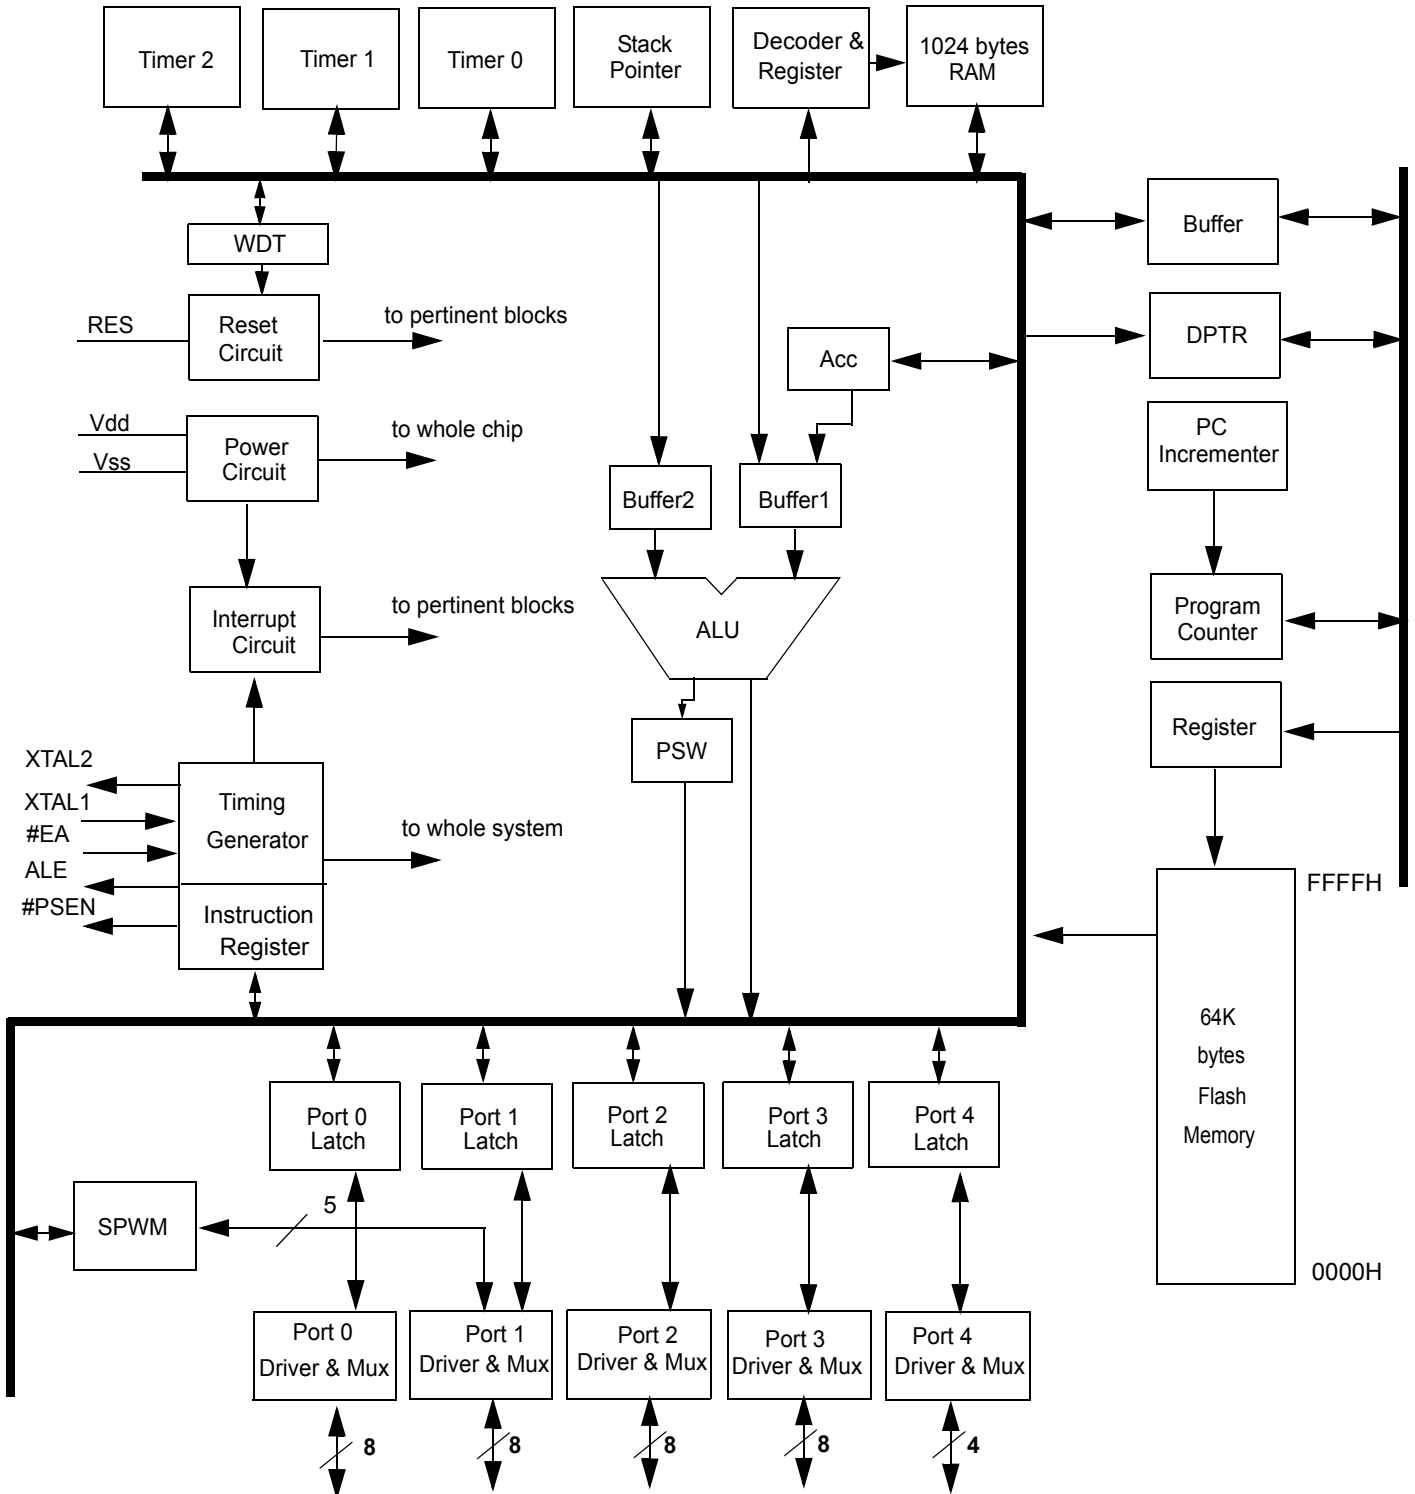 Timer 2
Timer 1
Timer 0
Stack
Pointer
Decoder &
Register
1024 bytes
RAM
WDT
Buffer
RES
Reset
Circuit
to pertinent blocks
Acc
DPTR
Vdd
Vss
Power
Circuit
to whole chip
PC
Incrementer
Buffer2
Buffer1
Interrupt
Circuit
to pertinent blocks
ALU
Program
Counter
PSW
Register
XTAL2
XTAL1
#EA
ALE
#PSEN
Timing
Generator
to whole system
Instruction
Register
FFFFH
64K
bytes
Flash
Memory
0000H
Port 0
Latch
Port 1
Latch
Port 2
Latch
Port 3
Latch
Port 4
Latch
SPWM
5
Port 0
Driver & Mux
Port 1
Driver & Mux
Port 2
Driver & Mux
Port 3
Driver & Mux
Port 4
Driver & Mux
8
8
8
8
4